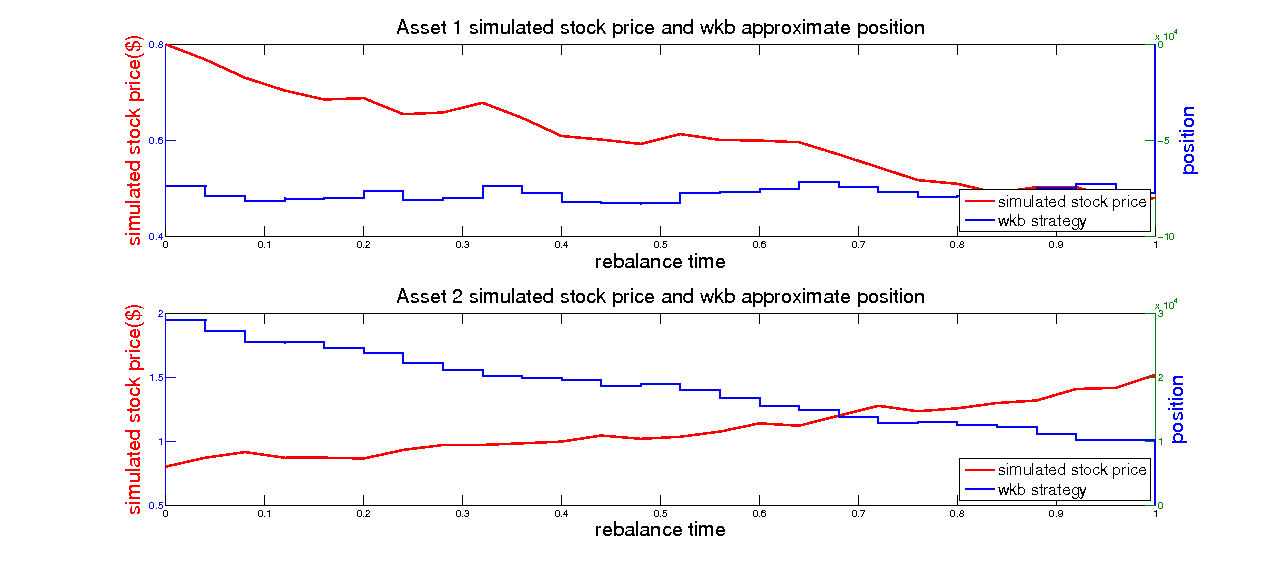 Asset 1 simulated stock price and wkb approximate position
x 10^4
0.8 0
0.6 -5
0.4 -10
simulated stock price($)
position
simulated stock price
wkb strategy
0 0.1 0.2 0.3 0.4 0.5 0.6 0.7 0.8 0.9 1
rebalance time
Asset 2 simulated stock price and wkb approximate position
x 10^4
2 3
1.5 2
1 1
0.5 0
simulated stock price($)
position
simulated stock price
wkb strategy
0 0.1 0.2 0.3 0.4 0.5 0.6 0.7 0.8 0.9 1
rebalance time